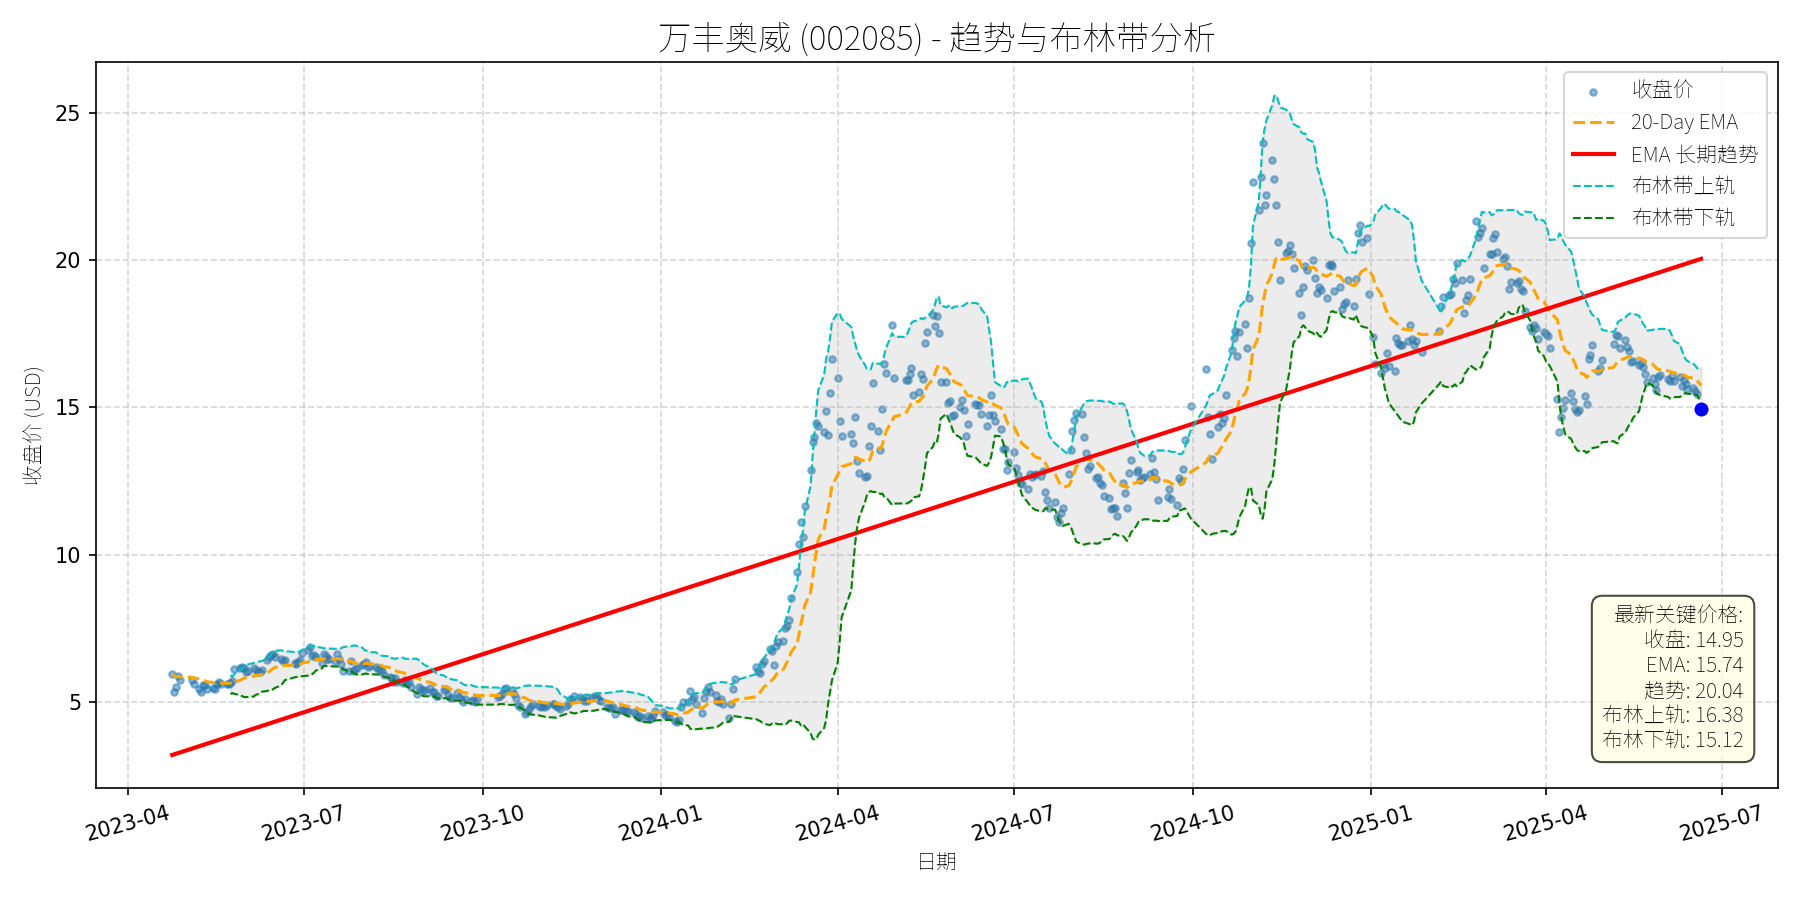 万丰奥威 (002085) - 趋势与布林带分析
收盘价 (USD)
25
20
15
10
5
收盘价
20-Day EMA
EMA 长期趋势
布林带上轨
布林带下轨
最新关键价格:
收盘: 14.95
EMA: 15.74
趋势: 20.04
布林上轨: 16.38
布林下轨: 15.12
2023-04
2023-07
2023-10
2024-01
2024-04
2024-07
2024-10
2025-01
2025-04
2025-07
日期